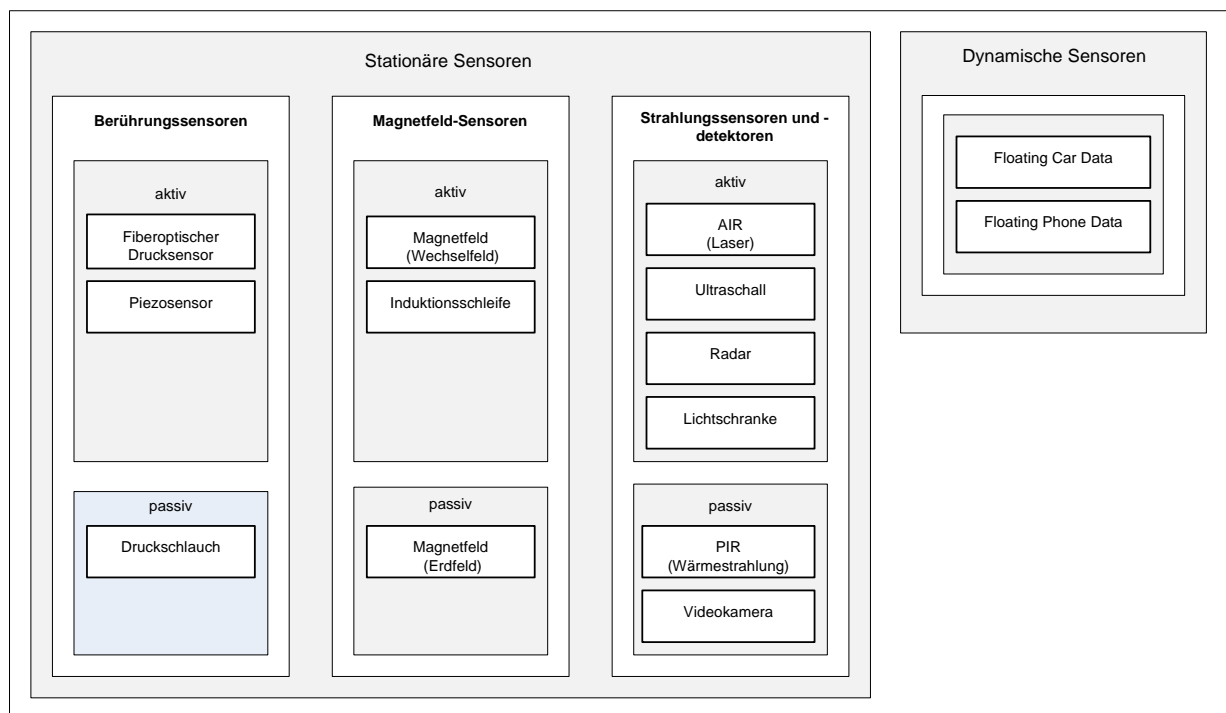 Stationäre Sensoren
Berührungssensoren
aktiv
Fiberoptischer
Drucksensor
Piezosensor
passiv
Druckschlauch
Magnetfeld-Sensoren
aktiv
Magnetfeld
(Wechselfeld)
Induktionsschleife
passiv
Magnetfeld
(Erdfeld)
Strahlungssensoren und -
detektoren
aktiv
AIR
(Laser)
Ultraschall
Radar
Lichtschranke
passiv
PIR
(Wärmestrahlung)
Videokamera
Dynamische Sensoren
Floating Car Data
Floating Phone Data